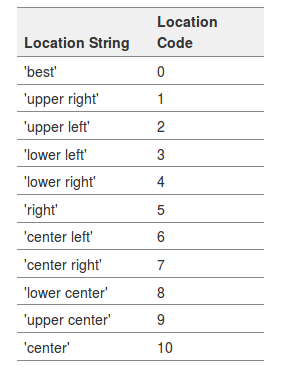 Location String Location Code
'best' 0
'upper right' 1
'upper left' 2
'lower left' 3
'lower right' 4
'right' 5
'center left' 6
'center right' 7
'lower center' 8
'upper center' 9
'center' 10